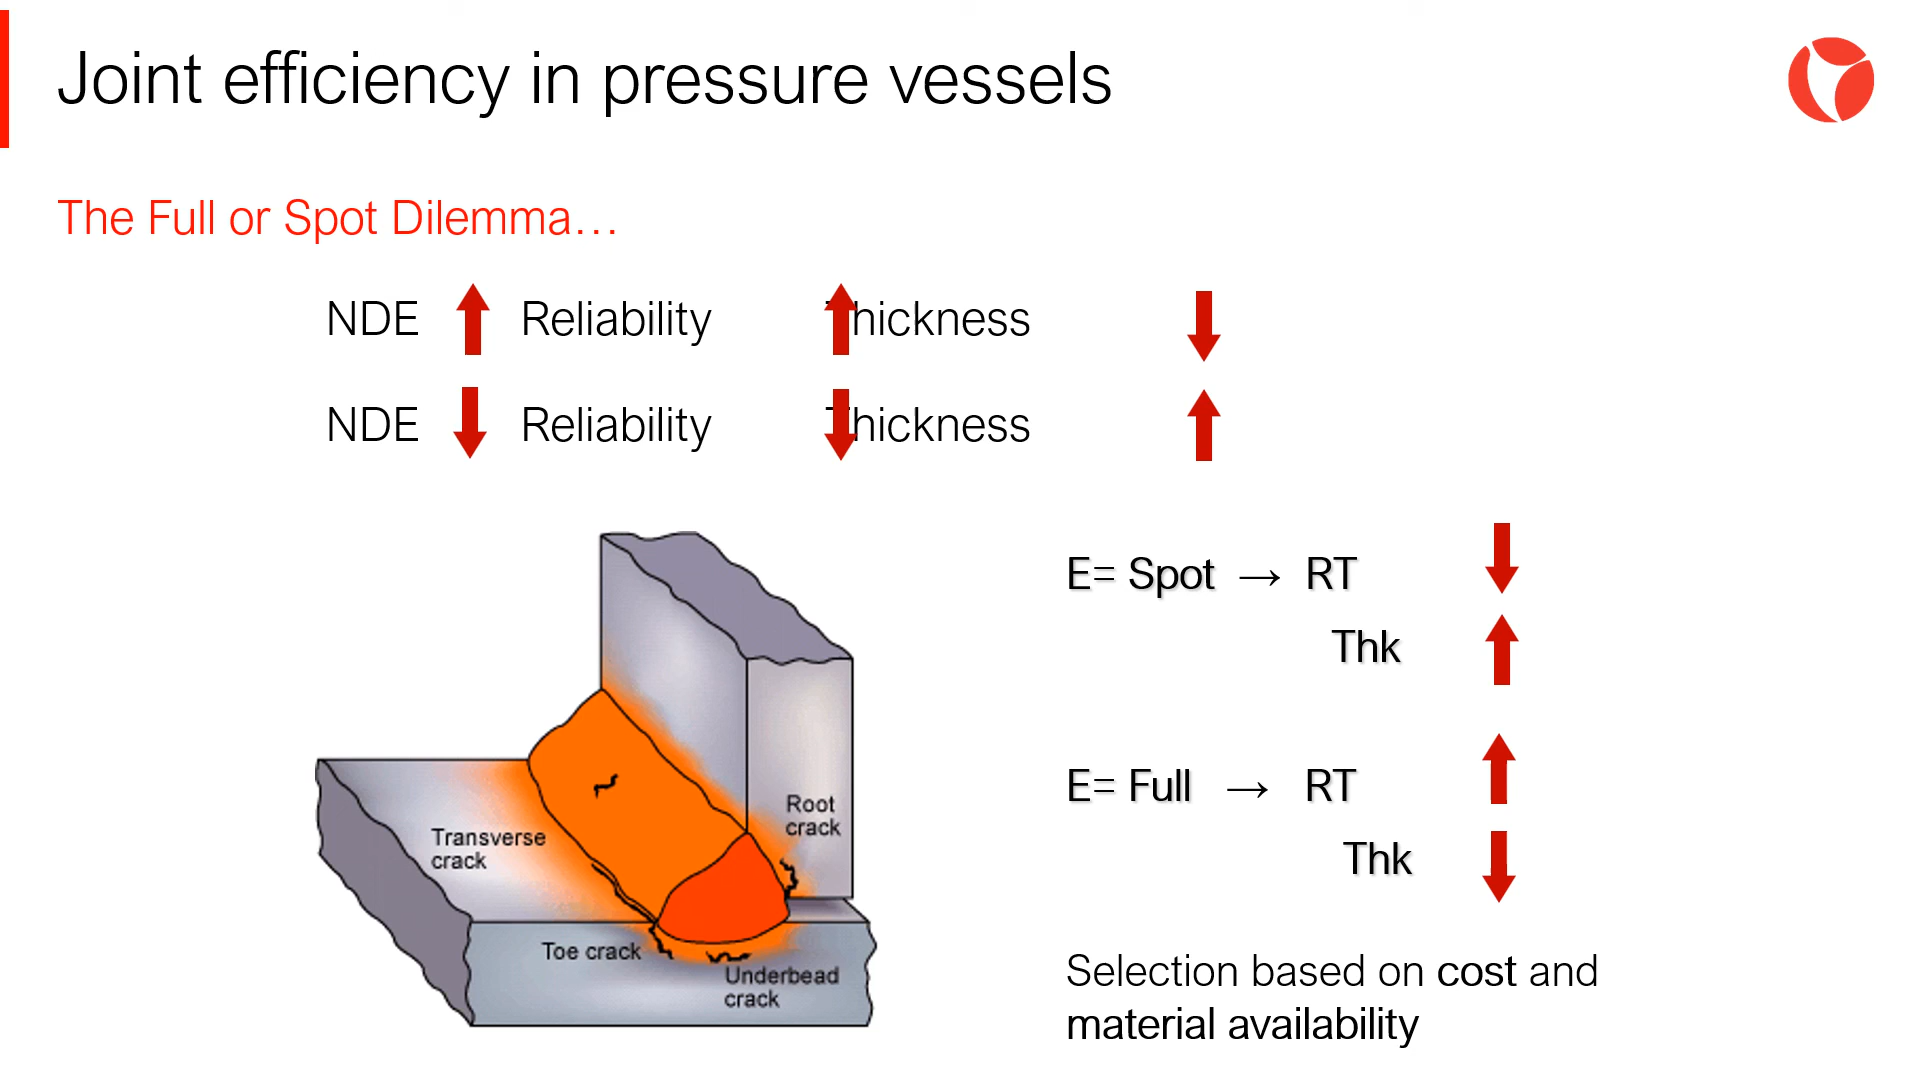 Joint efficiency in pressure vessels
The Full or Spot Dilemma…
NDE Reliability Thickness
NDE Reliability Thickness
E= Spot → RT
Thk
E= Full → RT
Thk
Selection based on cost and
material availability
Root
crack
Transverse
crack
Toe crack
Underbead
crack